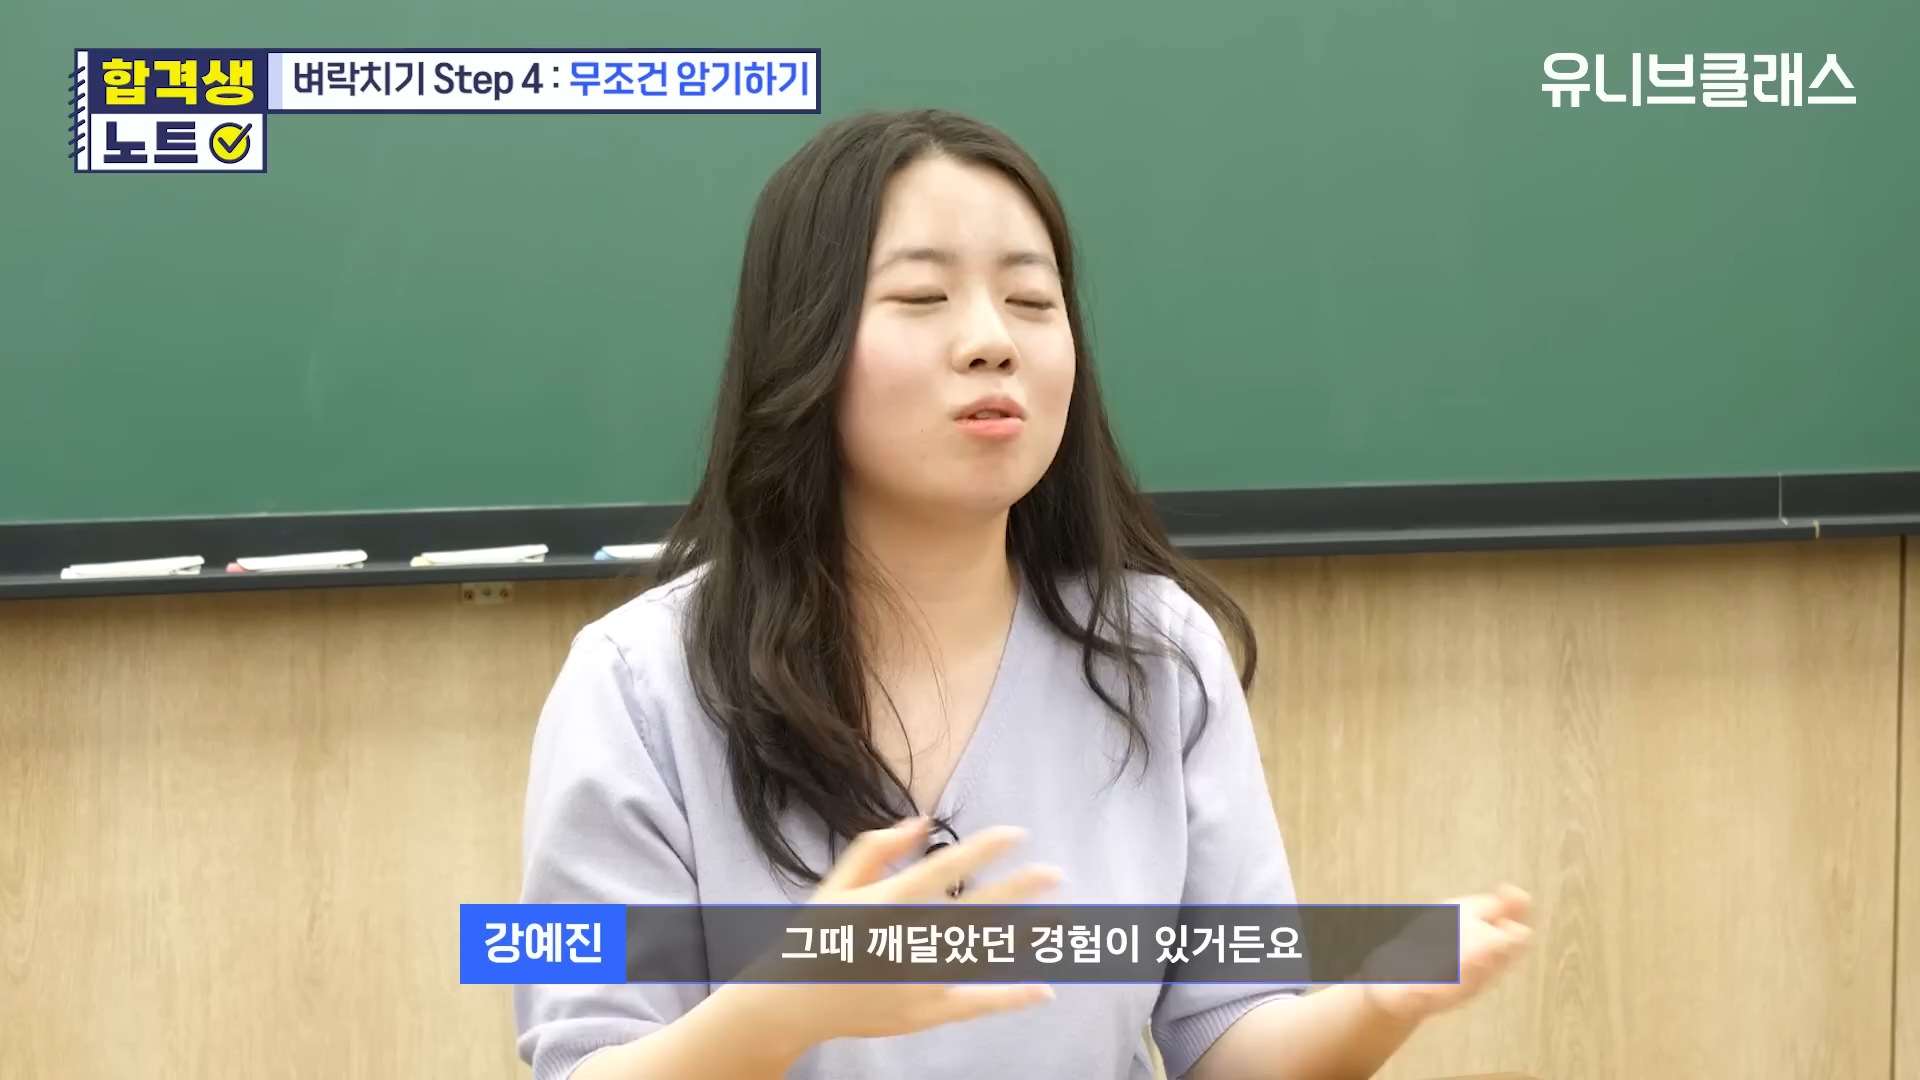 합격생
노트
벼락치기 Step 4 : 무조건 암기하기
유니브클래스
강예진
그때 깨달았던 경험이 있거든요